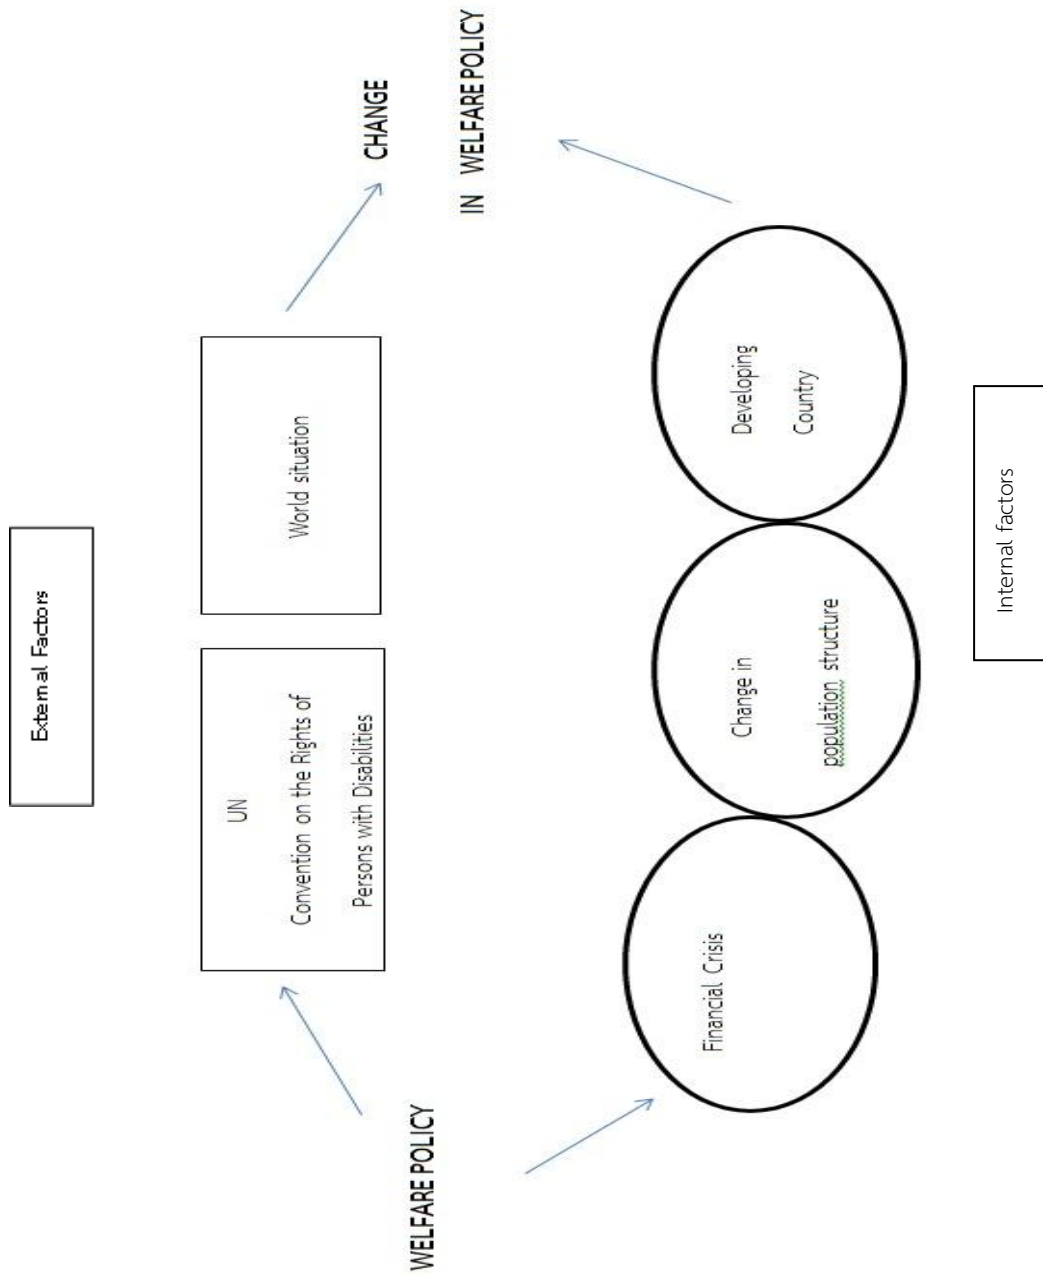 External Factors
UN
Convention on the Rights of
Persons with Disabilities
World situation
WELFARE POLICY
CHANGE
IN WELFARE POLICY
Financial Crisis
Change in
population structure
Developing
Country
Internal factors